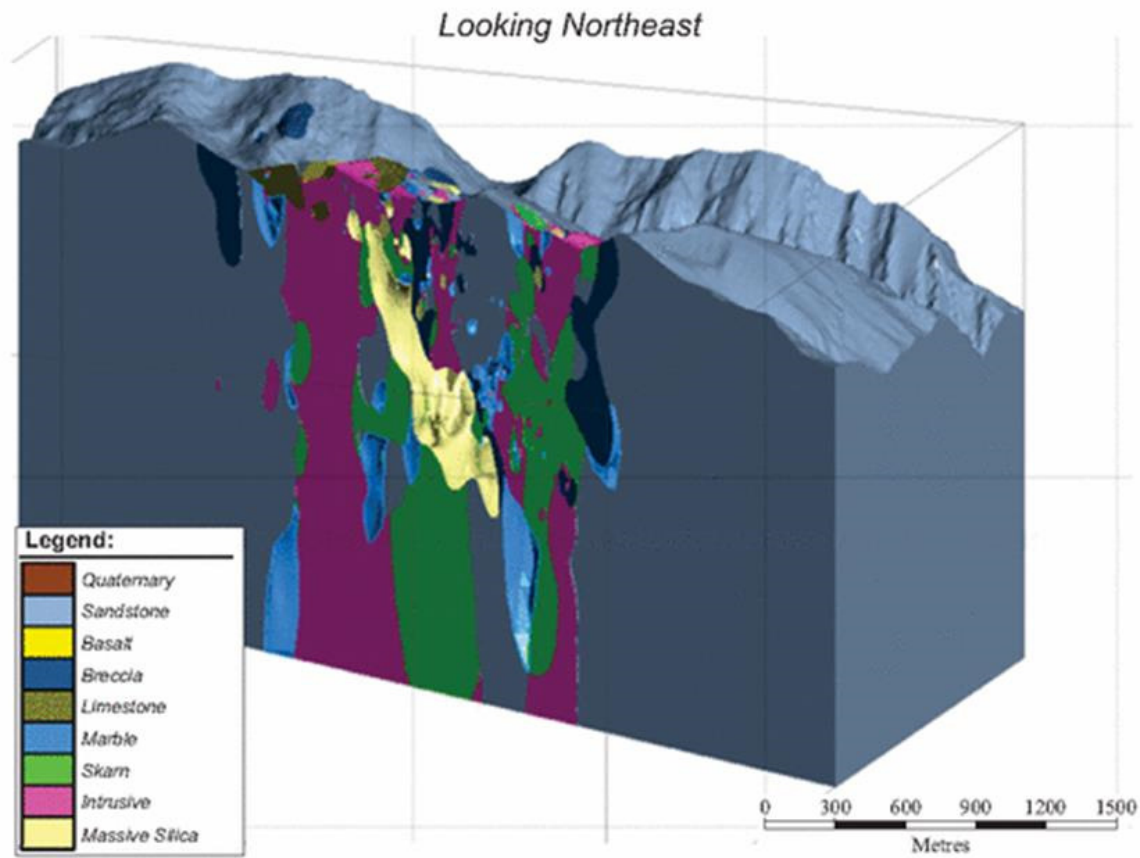 Looking Northeast
Legend:
Quaternary
Sandstone
Basalt
Breccia
Limestone
Marble
Skarn
Intrusive
Massive Silica
0 300 600 900 1200 1500
Metres